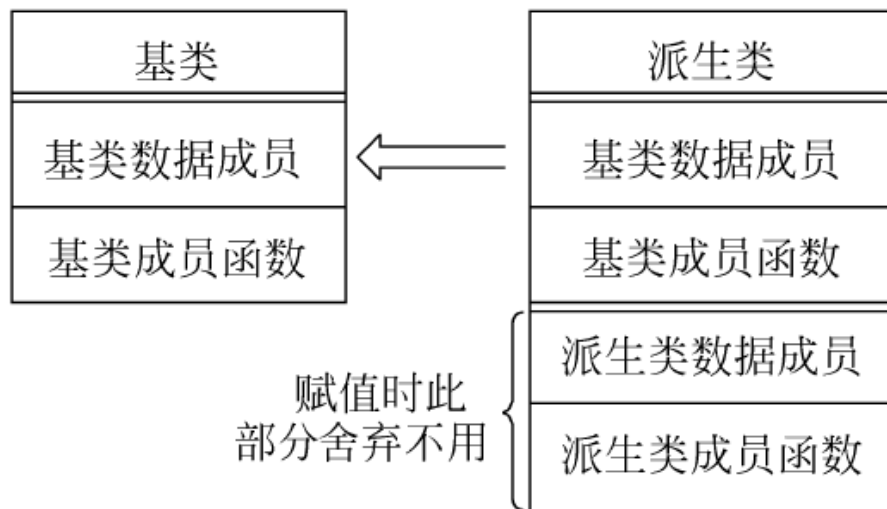 基类
基类数据成员
基类成员函数
派生类
基类数据成员
基类成员函数
派生类数据成员
派生类成员函数
赋值时此
部分舍弃不用